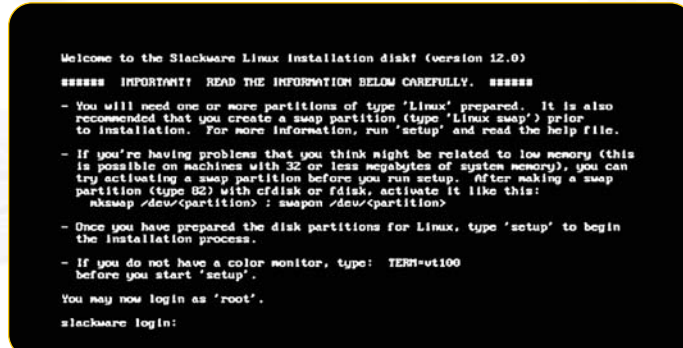 Welcome to the Slackware Linux Installation disk! (version 12.0)
###### IMPORTANT! READ THE INFORMATION BELOW CAREFULLY. ######
- You will need one or more partitions of type 'Linux' prepared. It is also
recommended that you create a swap partition (type 'Linux swap') prior
to installation. For more information, run 'setup' and read the help file.
- If you're having problems that you think might be related to low memory (this
is possible on machines with 32 or less megabytes of system memory), you can
try activating a swap partition before you run setup. After making a swap
partition (type 82) with cfdisk or fdisk, activate it like this:
mkswap /dev/<partition> ; swapon /dev/<partition>
- Once you have prepared the disk partitions for Linux, type 'setup' to begin
the installation process.
- If you do not have a color monitor, type: TERM=vt100
before you start 'setup'.
You may now login as 'root'.
slackware login: